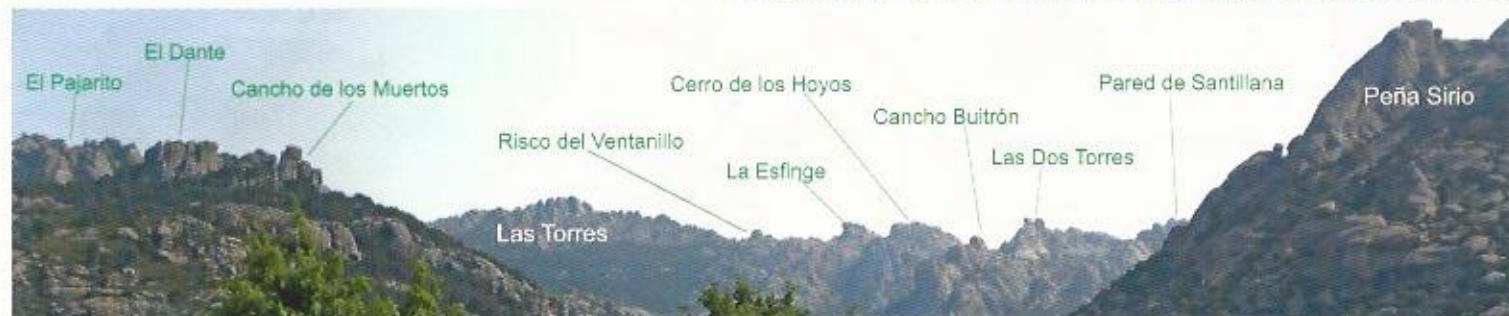 El Pajarito
El Dante
Cancho de los Muertos
Las Torres
Risco del Ventanillo
La Esfinge
Cerro de los Hoyos
Cancho Buitrón
Las Dos Torres
Pared de Santillana
Peña Sirio